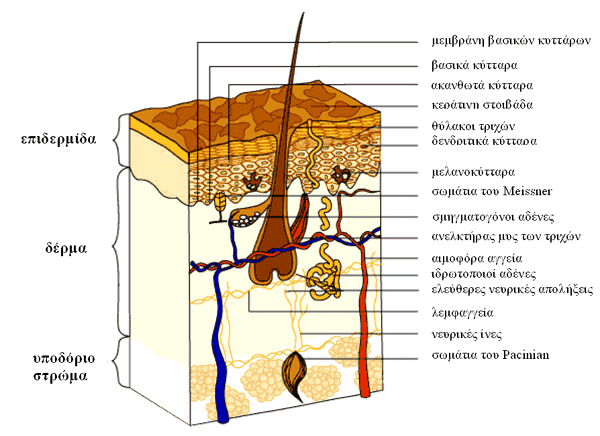 μεμβράνη βασικών κυττάρων
βασικά κύτταρα
ακανθωτά κύτταρα
κεράτινη στοιβάδα
θύλακοι τριχών
δενδριτικά κύτταρα
μελανοκύτταρα
σωμάτια του Meissner
σμηγματογόνοι αδένες
ανελκτήρας μυς των τριχών
αιμοφόρα αγγεία
ιδρωτοποιοι αδένες
ελεύθερες νευρικές απολήξεις
λεμφαγγεία
νευρικές ίνες
σωμάτια του Pacinian
επιδερμίδα
δέρμα
υποδόριο
στρώμα